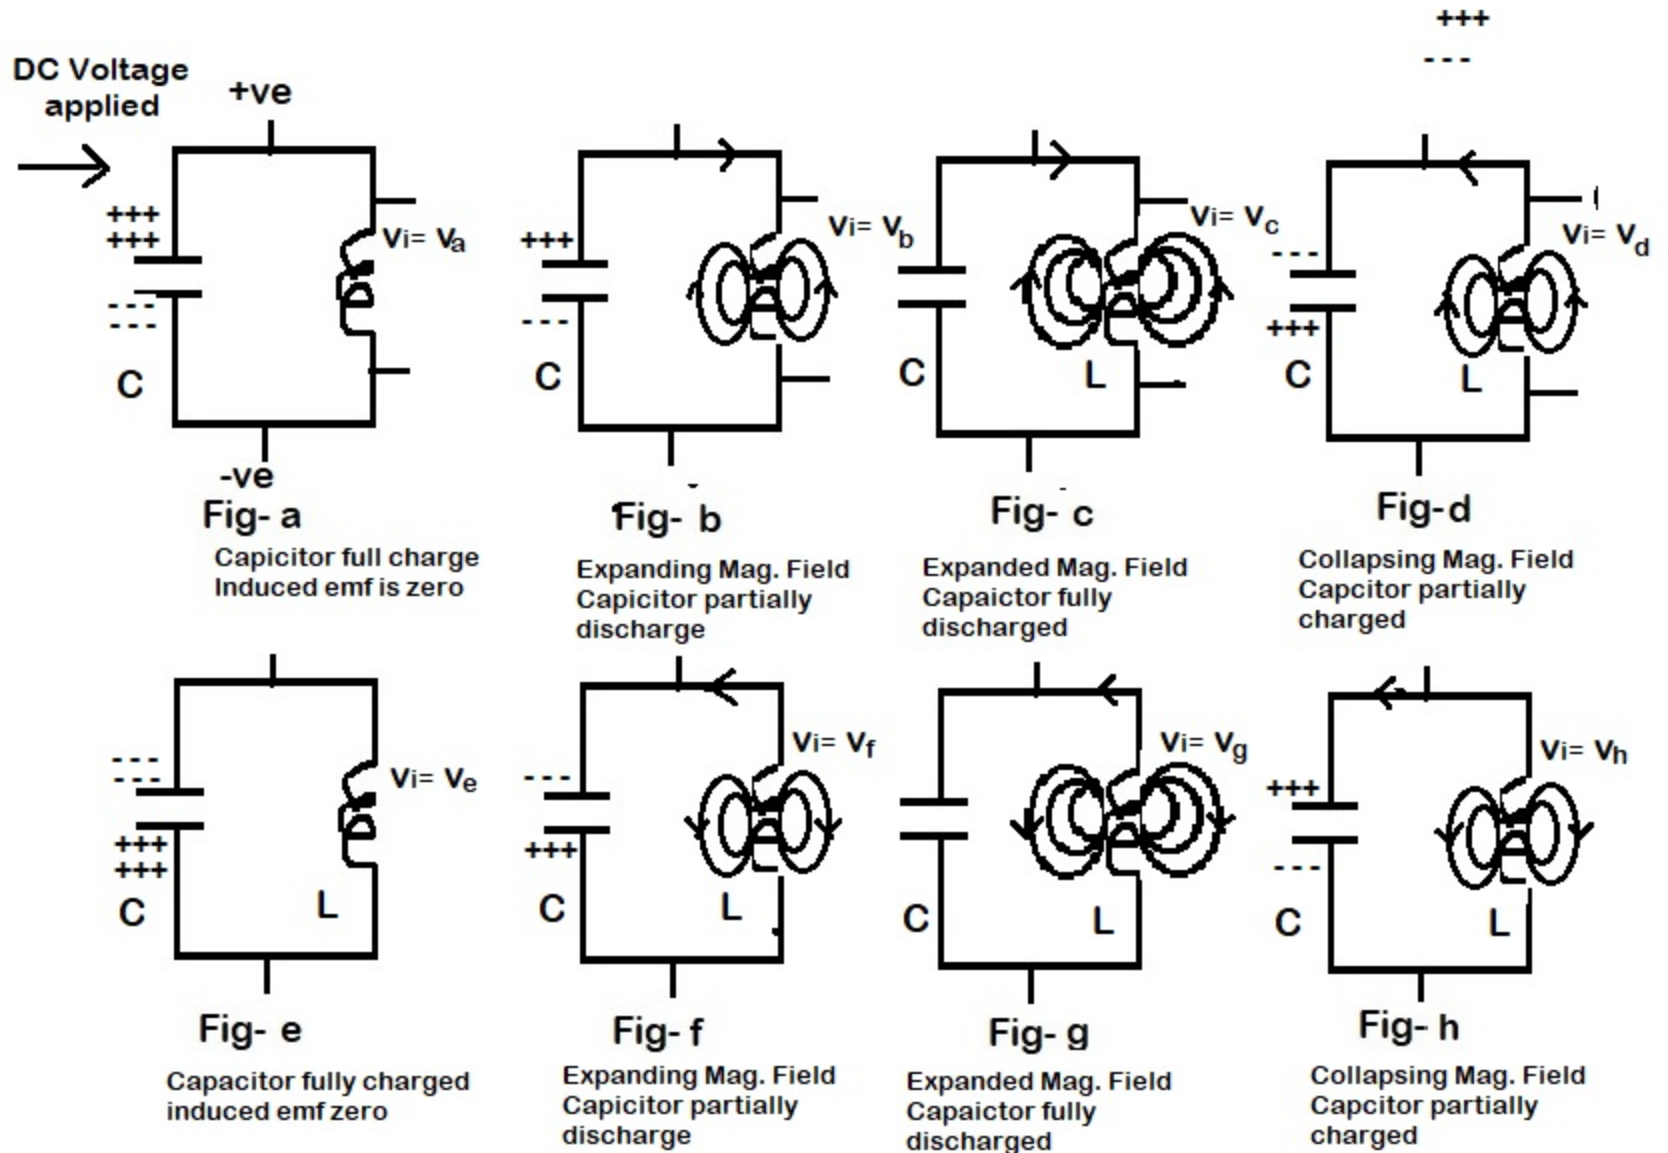 +++
- - -
DC Voltage
applied
+ve
+++
+++
- - -
- - -
C
Vi= Va
-ve
Fig- a
Capicitor full charge
Induced emf is zero
+++
- - -
C
Vi= Vb
Fig- b
Expanding Mag. Field
Capicitor partially
discharge
C
L
Vi= Vc
Fig- c
Expanded Mag. Field
Capaictor fully
discharged
- - -
+++
C
L
Vi= Vd
Fig-d
Collapsing Mag. Field
Capcitor partially
charged
- - -
- - -
+++
+++
C
L
Vi= Ve
Fig- e
Capacitor fully charged
induced emf zero
- - -
+++
C
L
Vi= Vf
Fig- f
Expanding Mag. Field
Capicitor partially
discharge
C
L
Vi= Vg
Fig- g
Expanded Mag. Field
Capaictor fully
discharged
+++
- - -
C
L
Vi= Vh
Fig- h
Collapsing Mag. Field
Capcitor partially
charged